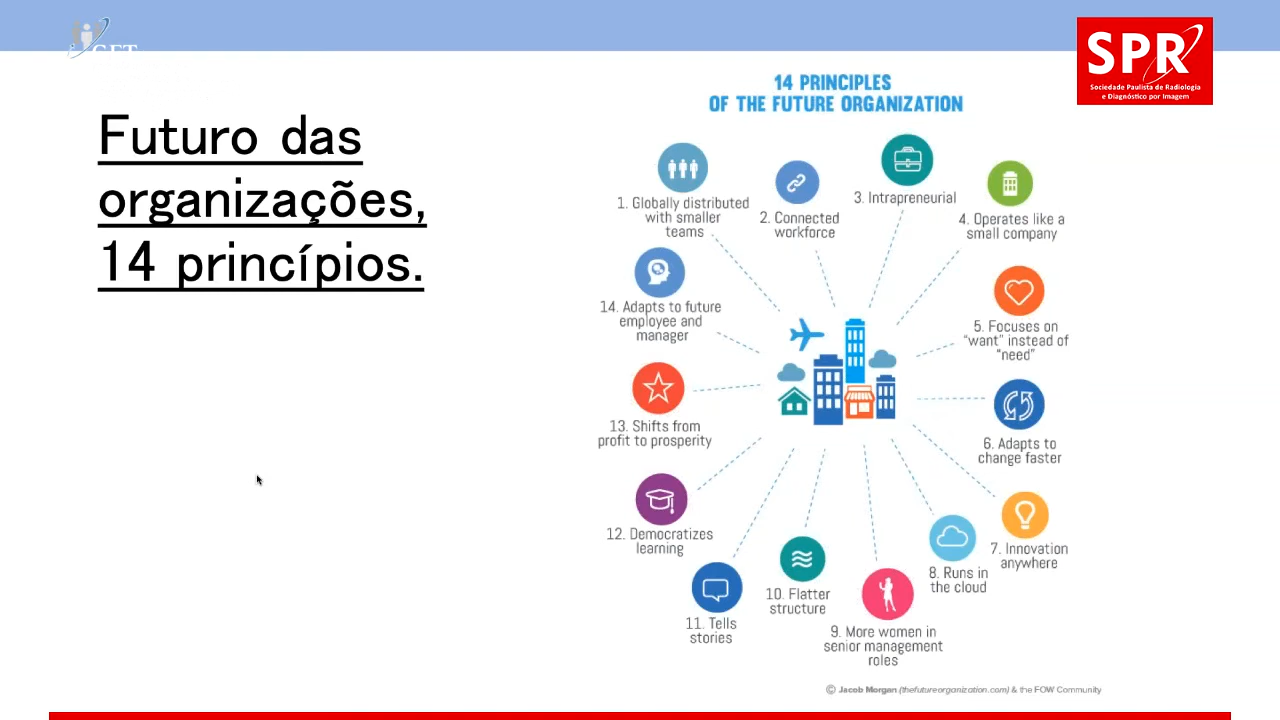 GET
SPR
Sociedade Paulista de Radiologia
e Diagnóstico por Imagem
Futuro das
organizações,
14 princípios.
14 PRINCIPLES
OF THE FUTURE ORGANIZATION
1. Globally distributed
with smaller
teams
2. Connected
workforce
3. Intrapreneurial
4. Operates like a
small company
5. Focuses on
“want” instead of
“need”
6. Adapts to
change faster
7. Innovation
anywhere
8. Runs in
the cloud
9. More women in
senior management
roles
10. Flatter
structure
11. Tells
stories
12. Democratizes
learning
13. Shifts from
profit to prosperity
14. Adapts to future
employee and
manager
© Jacob Morgan (thefutureorganization.com) & the FOW Community